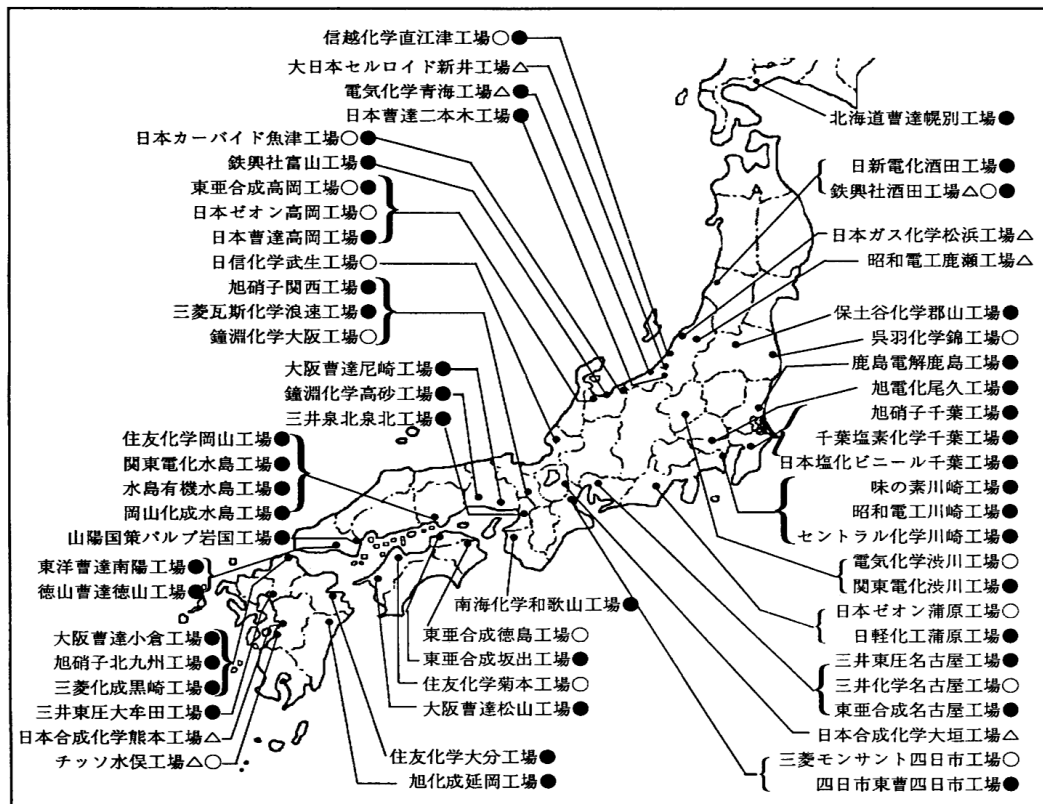 信越化学直江津工場○●
大日本セルロイド新井工場△
電気化学青海工場△●
日本曹達二本木工場●
日本カーバイド魚津工場○●
鉄興社富山工場●
東亜合成高岡工場○●
日本ゼオン高岡工場○
日本曹達高岡工場●
日信化学武生工場○
旭硝子関西工場●
三菱瓦斯化学浪速工場●
鐘淵化学大阪工場○
大阪曹達尼崎工場●
鐘淵化学高砂工場●
三井泉北泉北工場●
住友化学岡山工場●
関東電化水島工場●
水島有機水島工場●
岡山化成水島工場●
山陽国策パルプ岩国工場●
東洋曹達南陽工場●
徳山曹達徳山工場●
大阪曹達小倉工場●
旭硝子北九州工場●
三菱化成黒崎工場●
三井東圧大牟田工場●
日本合成化学熊本工場△
チッソ水俣工場△○
南海化学和歌山工場●
東亜合成徳島工場○
東亜合成坂出工場●
住友化学菊本工場○
大阪曹達松山工場●
住友化学大分工場●
旭化成延岡工場●
北海道曹達幌別工場●
日新電化酒田工場●
鉄興社酒田工場△○●
日本ガス化学松浜工場△
昭和電工鹿瀬工場△
保土谷化学郡山工場●
呉羽化学錦工場○
鹿島電解鹿島工場●
旭電化尾久工場●
旭硝子千葉工場●
千葉塩素化学千葉工場●
日本塩化ビニール千葉工場●
味の素川崎工場●
昭和電工川崎工場●
セントラル化学川崎工場●
電気化学渋川工場○
関東電化渋川工場●
日本ゼオン蒲原工場○
日軽化工蒲原工場●
三井東圧名古屋工場●
三井化学名古屋工場○
東亜合成名古屋工場●
日本合成化学大垣工場△
三菱モンサント四日市工場○
四日市東曹四日市工場●